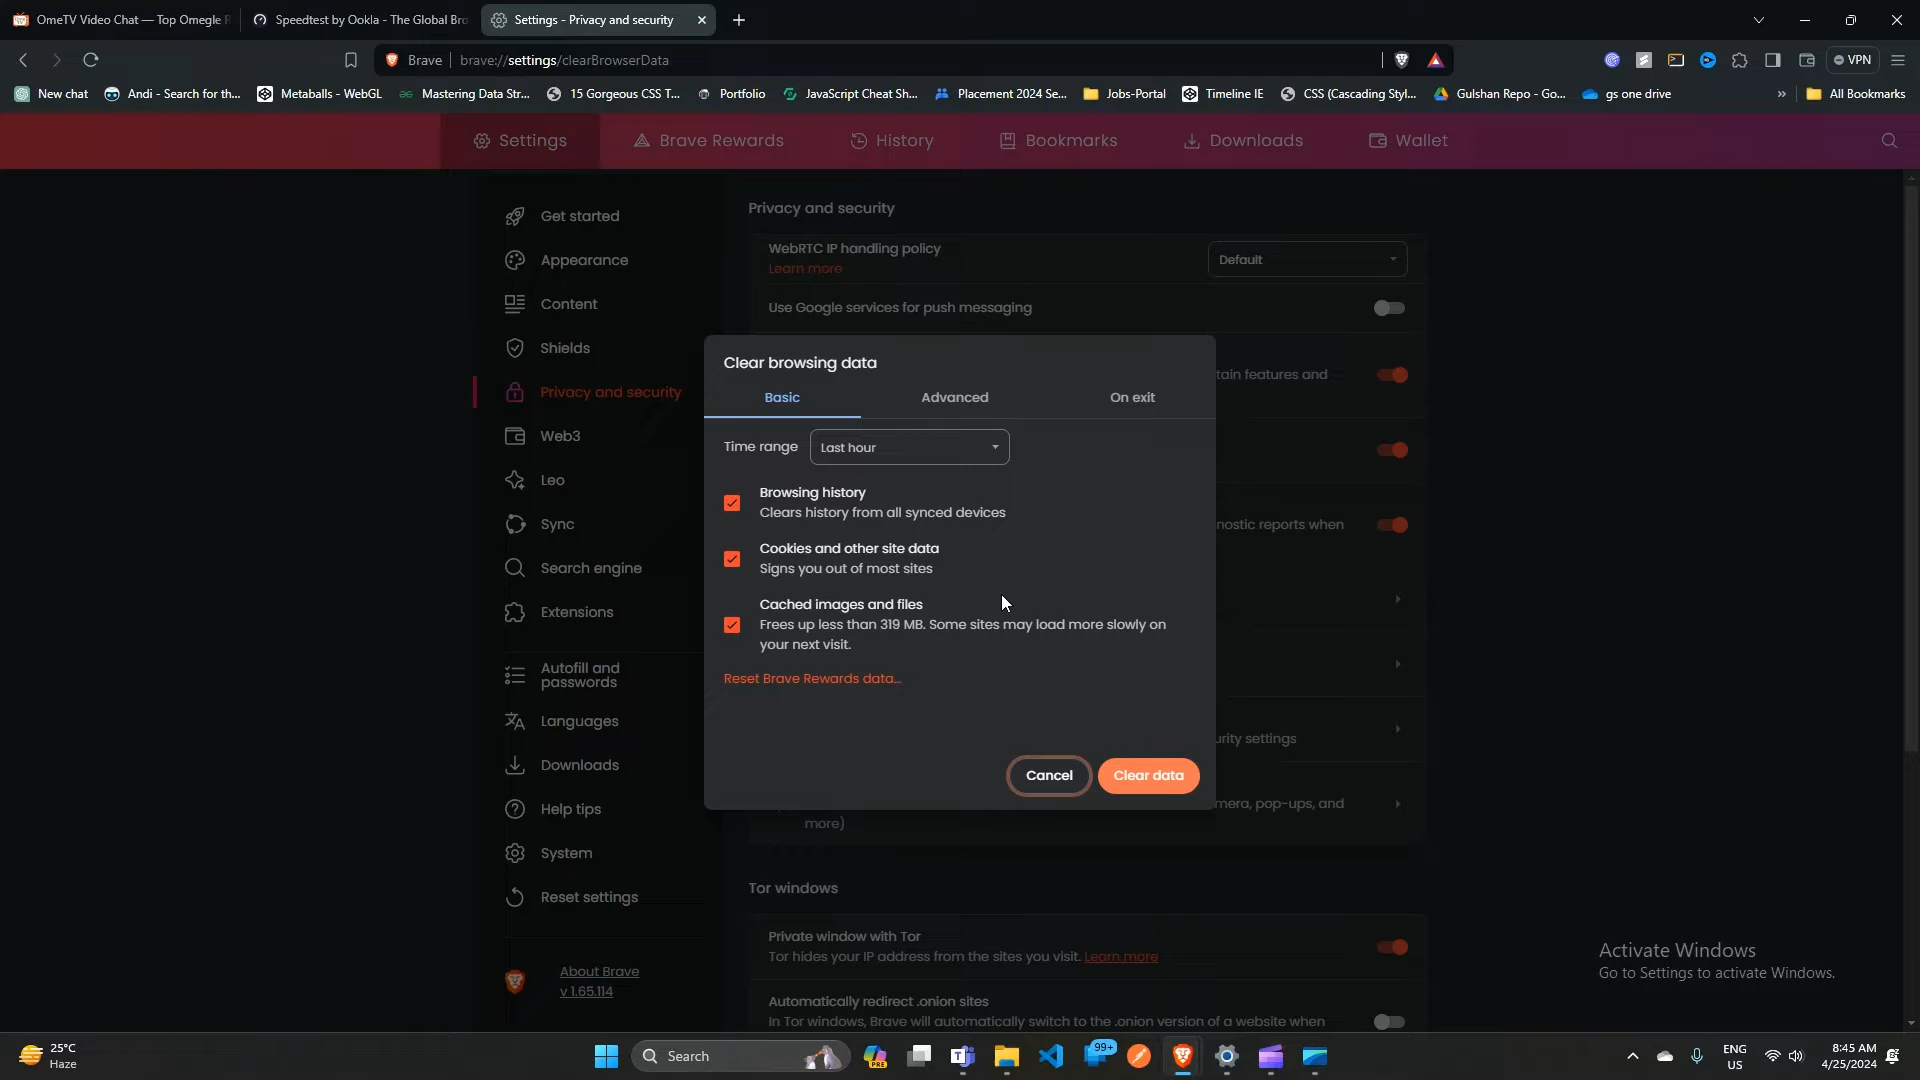 OmeTV Video Chat — Top Omegle R
Speedtest by Ookla - The Global Bro
Settings - Privacy and security
Brave
brave://settings/clearBrowserData
VPN
New chat
Andi - Search for th...
Metaballs - WebGL
Mastering Data Str...
15 Gorgeous CSS T...
Portfolio
JavaScript Cheat Sh...
Placement 2024 Se...
Jobs-Portal
Timeline IE
CSS (Cascading Styl...
Gulshan Repo - Go...
gs one drive
»
All Bookmarks
Settings
Brave Rewards
History
Bookmarks
Downloads
Wallet
Get started
Appearance
Content
Shields
Privacy and security
Web3
Leo
Sync
Search engine
Extensions
Autofill and
passwords
Languages
Downloads
Help tips
System
Reset settings
About Brave
v 1.65.114
Privacy and security
WebRTC IP handling policy
Learn more
Default
Use Google services for push messaging
tain features and
nostic reports when
urity settings
mera, pop-ups, and
more)
Clear browsing data
Basic
Advanced
On exit
Time range
Last hour
Browsing history
Clears history from all synced devices
Cookies and other site data
Signs you out of most sites
Cached images and files
Frees up less than 319 MB. Some sites may load more slowly on
your next visit.
Reset Brave Rewards data...
Cancel
Clear data
Tor windows
Private window with Tor
Tor hides your IP address from the sites you visit. Learn more
Automatically redirect .onion sites
In Tor windows, Brave will automatically switch to the .onion version of a website when
Activate Windows
Go to Settings to activate Windows.
25°C
Haze
Search
PRE
99+
ENG
US
8:45 AM
4/25/2024